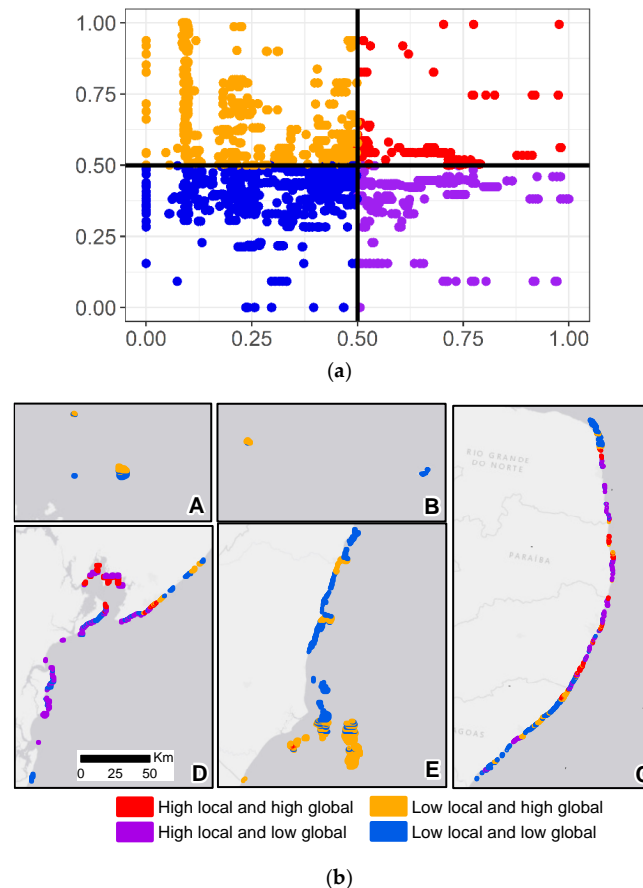 1.00
0.75
0.50
0.25
0.00
0.00 0.25 0.50 0.75 1.00
(a)
A
B
RIO GRANDE
DO NORTE
PARAÍBA
GOAS
C
D
Km
0 25 50
E
High local and high global
Low local and high global
High local and low global
Low local and low global
(b)